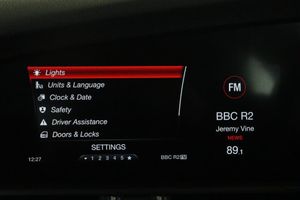 Lights
Units & Language
Clock & Date
Safety
Driver Assistance
Doors & Locks
SETTINGS
12:27
1 2 3 4 5
BBC R2
FM
BBC R2
Jeremy Vine
NEWS
89.1